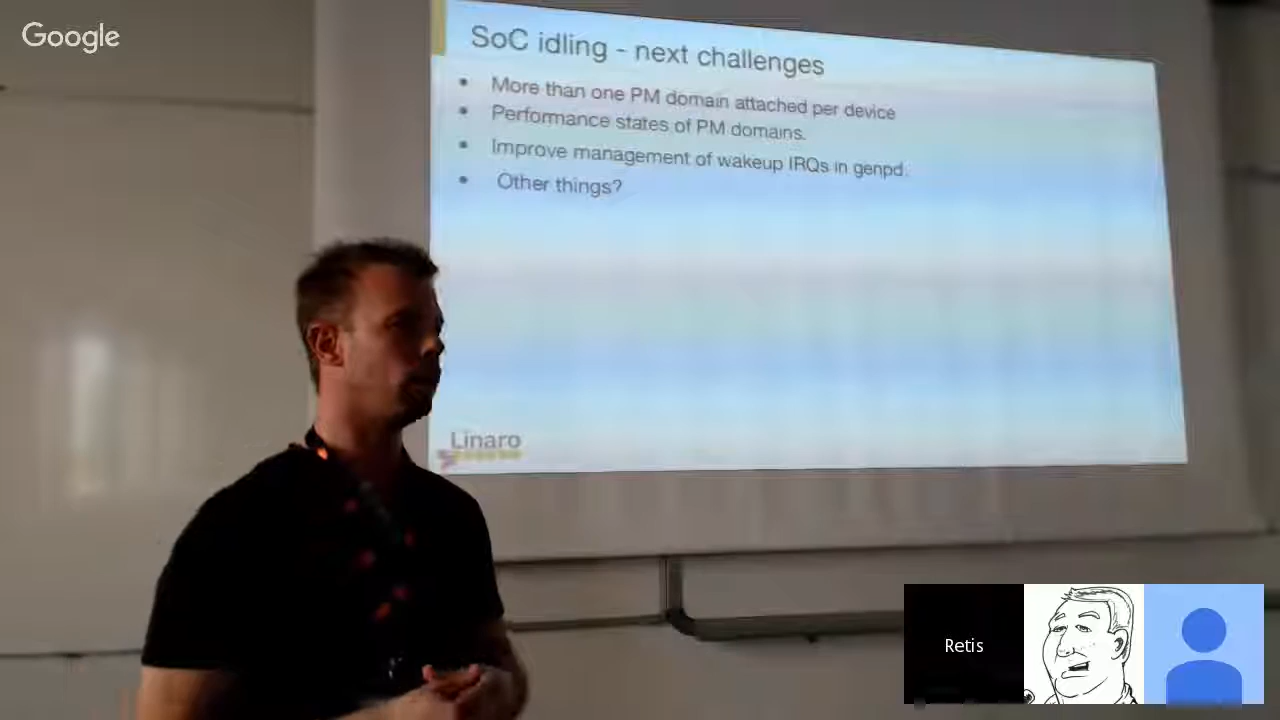 Google
SoC idling - next challenges
• More than one PM domain attached per device
• Performance states of PM domains.
• Improve management of wakeup IRQs in genpd.
• Other things?
Linaro
Retis